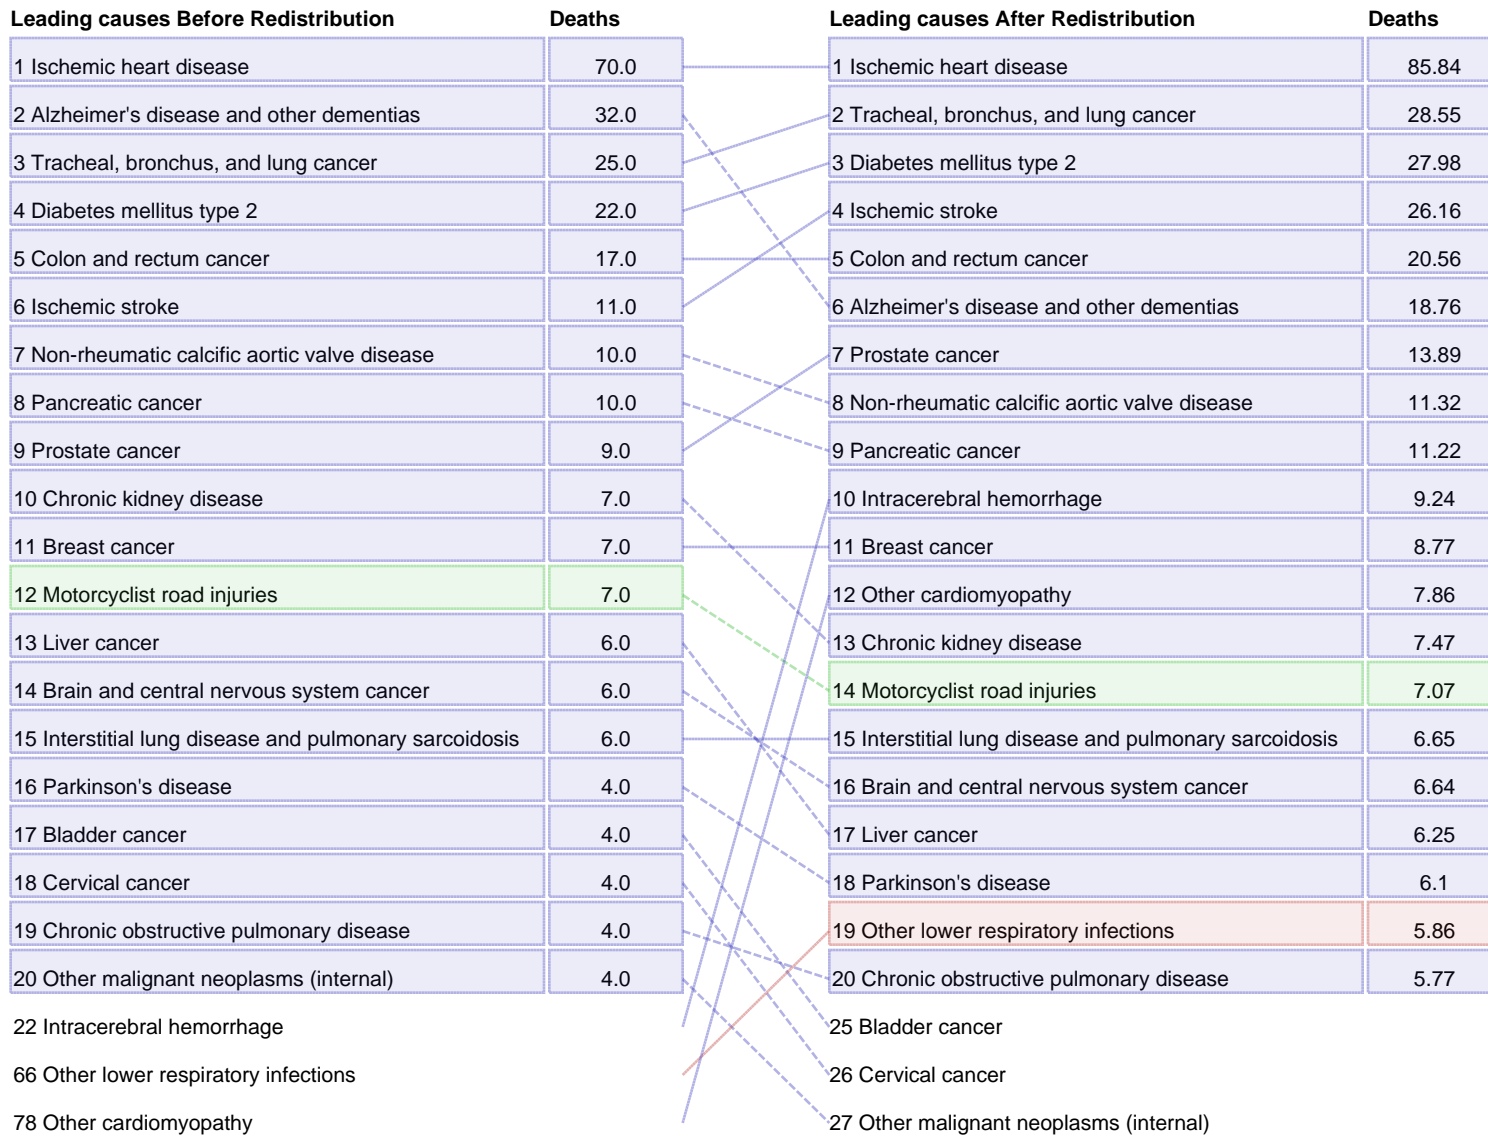 Leading causes Before Redistribution Deaths Leading causes After Redistribution Deaths
1 Ischemic heart disease 70.0 1 Ischemic heart disease 85.84
2 Alzheimer's disease and other dementias 32.0 2 Tracheal, bronchus, and lung cancer 28.55
3 Tracheal, bronchus, and lung cancer 25.0 3 Diabetes mellitus type 2 27.98
4 Diabetes mellitus type 2 22.0 4 Ischemic stroke 26.16
5 Colon and rectum cancer 17.0 5 Colon and rectum cancer 20.56
6 Ischemic stroke 11.0 6 Alzheimer's disease and other dementias 18.76
7 Non-rheumatic calcific aortic valve disease 10.0 7 Prostate cancer 13.89
8 Pancreatic cancer 10.0 8 Non-rheumatic calcific aortic valve disease 11.32
9 Prostate cancer 9.0 9 Pancreatic cancer 11.22
10 Chronic kidney disease 7.0 10 Intracerebral hemorrhage 9.24
11 Breast cancer 7.0 11 Breast cancer 8.77
12 Motorcyclist road injuries 7.0 12 Other cardiomyopathy 7.86
13 Liver cancer 6.0 13 Chronic kidney disease 7.47
14 Brain and central nervous system cancer 6.0 14 Motorcyclist road injuries 7.07
15 Interstitial lung disease and pulmonary sarcoidosis 6.0 15 Interstitial lung disease and pulmonary sarcoidosis 6.65
16 Parkinson's disease 4.0 16 Brain and central nervous system cancer 6.64
17 Bladder cancer 4.0 17 Liver cancer 6.25
18 Cervical cancer 4.0 18 Parkinson's disease 6.1
19 Chronic obstructive pulmonary disease 4.0 19 Other lower respiratory infections 5.86
20 Other malignant neoplasms (internal) 4.0 20 Chronic obstructive pulmonary disease 5.77
22 Intracerebral hemorrhage 25 Bladder cancer
66 Other lower respiratory infections 26 Cervical cancer
78 Other cardiomyopathy 27 Other malignant neoplasms (internal)